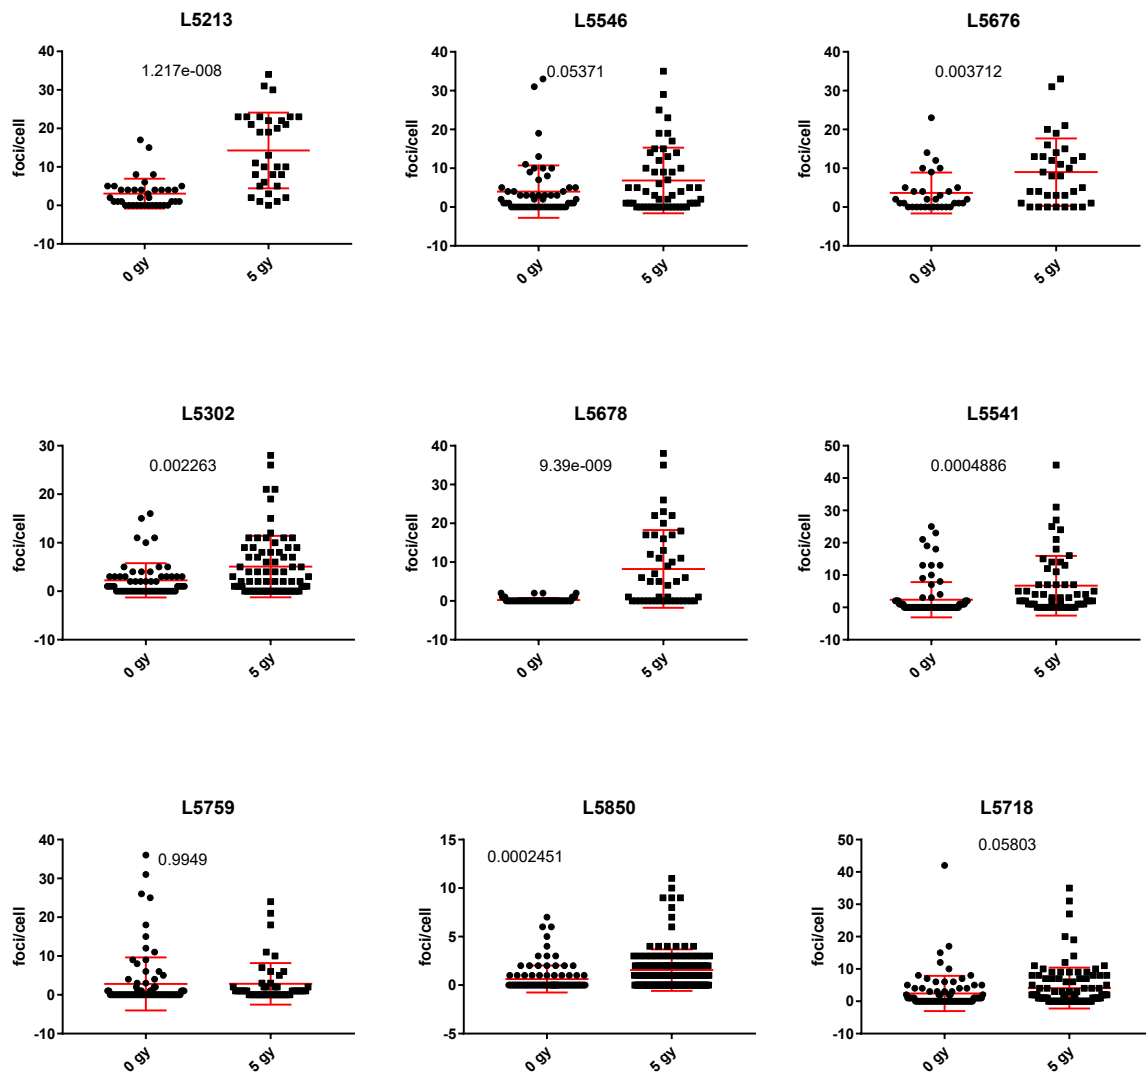 L5213
foci/cell
40
30
20
10
0
-10
1.217e-008
0 gy
5 gy
L5546
foci/cell
40
30
20
10
0
-10
0.05371
0 gy
5 gy
L5676
foci/cell
40
30
20
10
0
-10
0.003712
0 gy
5 gy
L5302
foci/cell
30
20
10
0
-10
0.002263
0 gy
5 gy
L5678
foci/cell
40
30
20
10
0
-10
9.39e-009
0 gy
5 gy
L5541
foci/cell
50
40
30
20
10
0
-10
0.0004886
0 gy
5 gy
L5759
foci/cell
40
30
20
10
0
-10
0.9949
0 gy
5 gy
L5850
foci/cell
15
10
5
0
-5
0.0002451
0 gy
5 gy
L5718
foci/cell
50
40
30
20
10
0
-10
0.05803
0 gy
5 gy